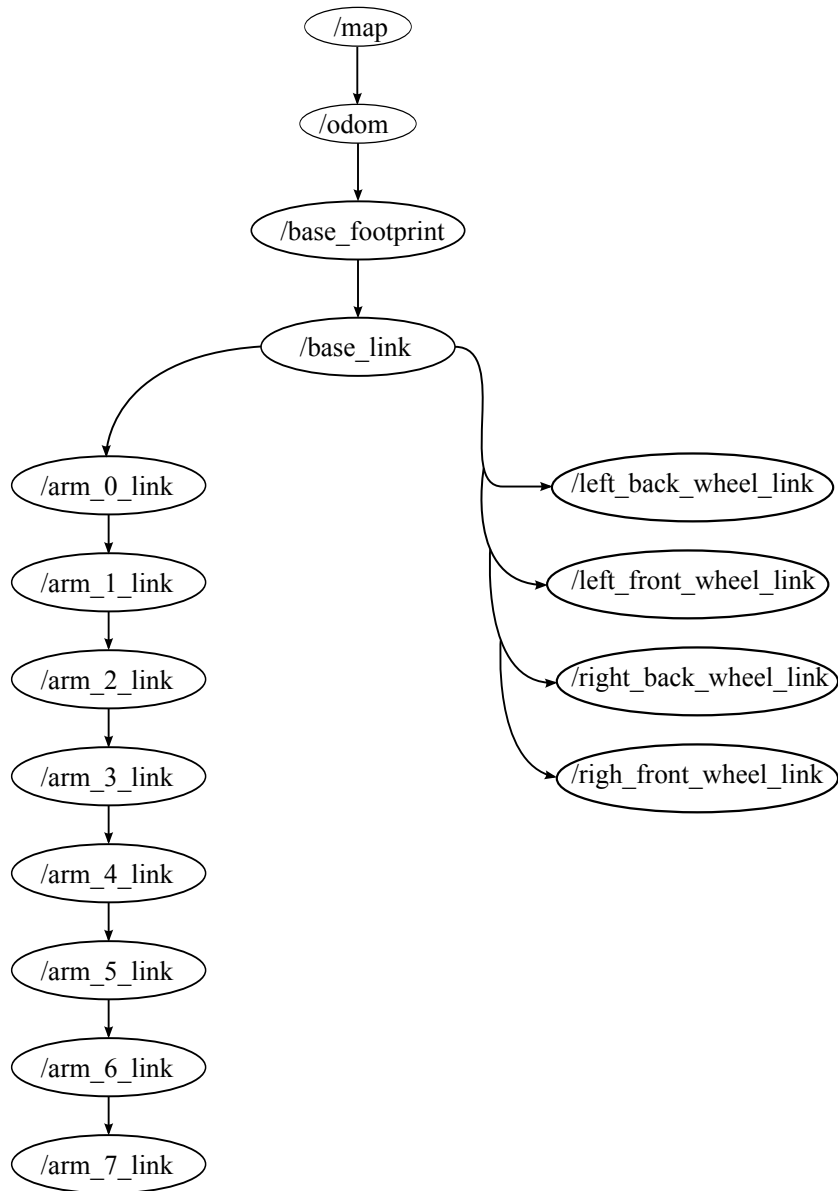 /map
/odom
/base_footprint
/base_link
/arm_0_link
/arm_1_link
/arm_2_link
/arm_3_link
/arm_4_link
/arm_5_link
/arm_6_link
/arm_7_link
/left_back_wheel_link
/left_front_wheel_link
/right_back_wheel_link
/righ_front_wheel_link